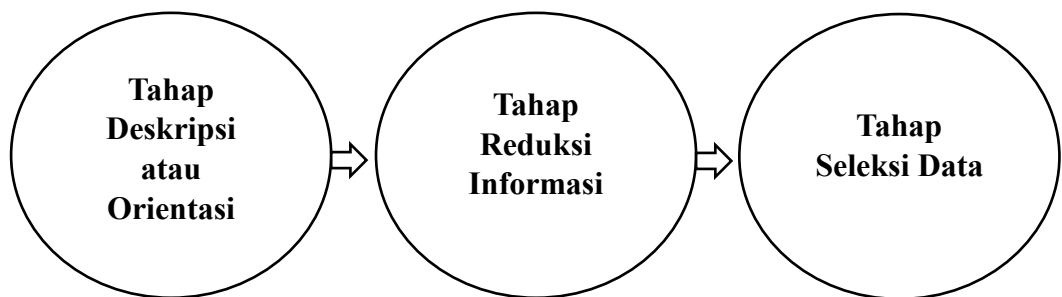 Tahap
Deskripsi
atau
Orientasi
Tahap
Reduksi
Informasi
Tahap
Seleksi Data